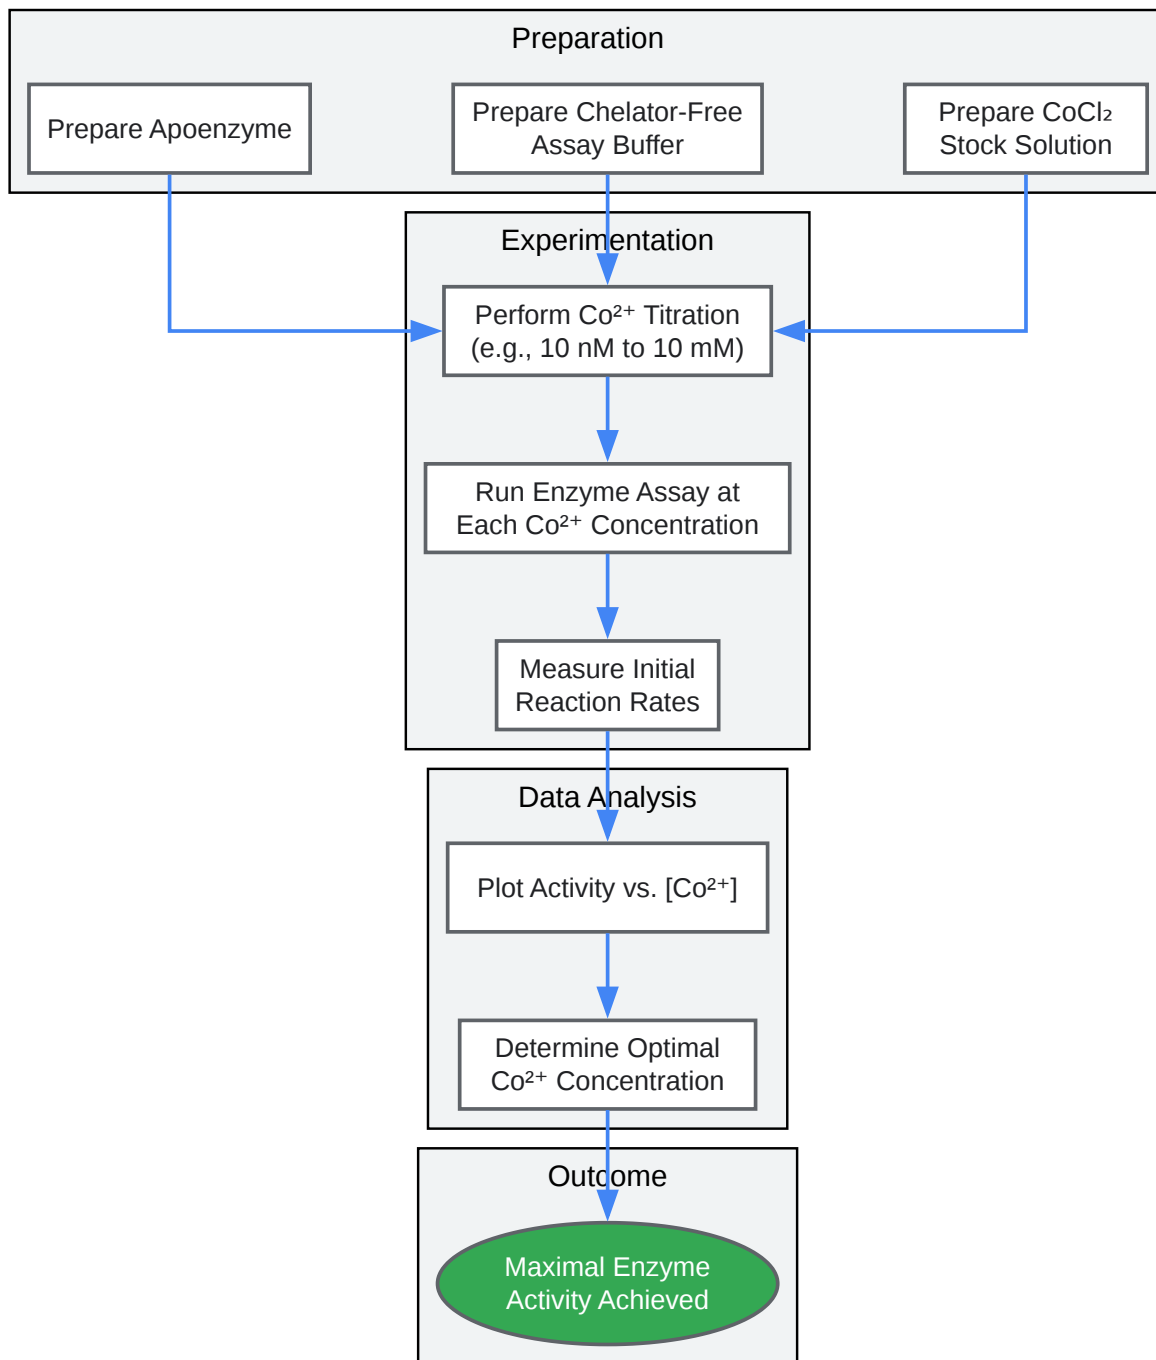 Preparation
Prepare Apoenzyme
Prepare Chelator-Free
Assay Buffer
Prepare CoCl₂
Stock Solution
Experimentation
Perform Co²⁺ Titration
(e.g., 10 nM to 10 mM)
Run Enzyme Assay at
Each Co²⁺ Concentration
Measure Initial
Reaction Rates
Data Analysis
Plot Activity vs. [Co²⁺]
Determine Optimal
Co²⁺ Concentration
Outcome
Maximal Enzyme
Activity Achieved